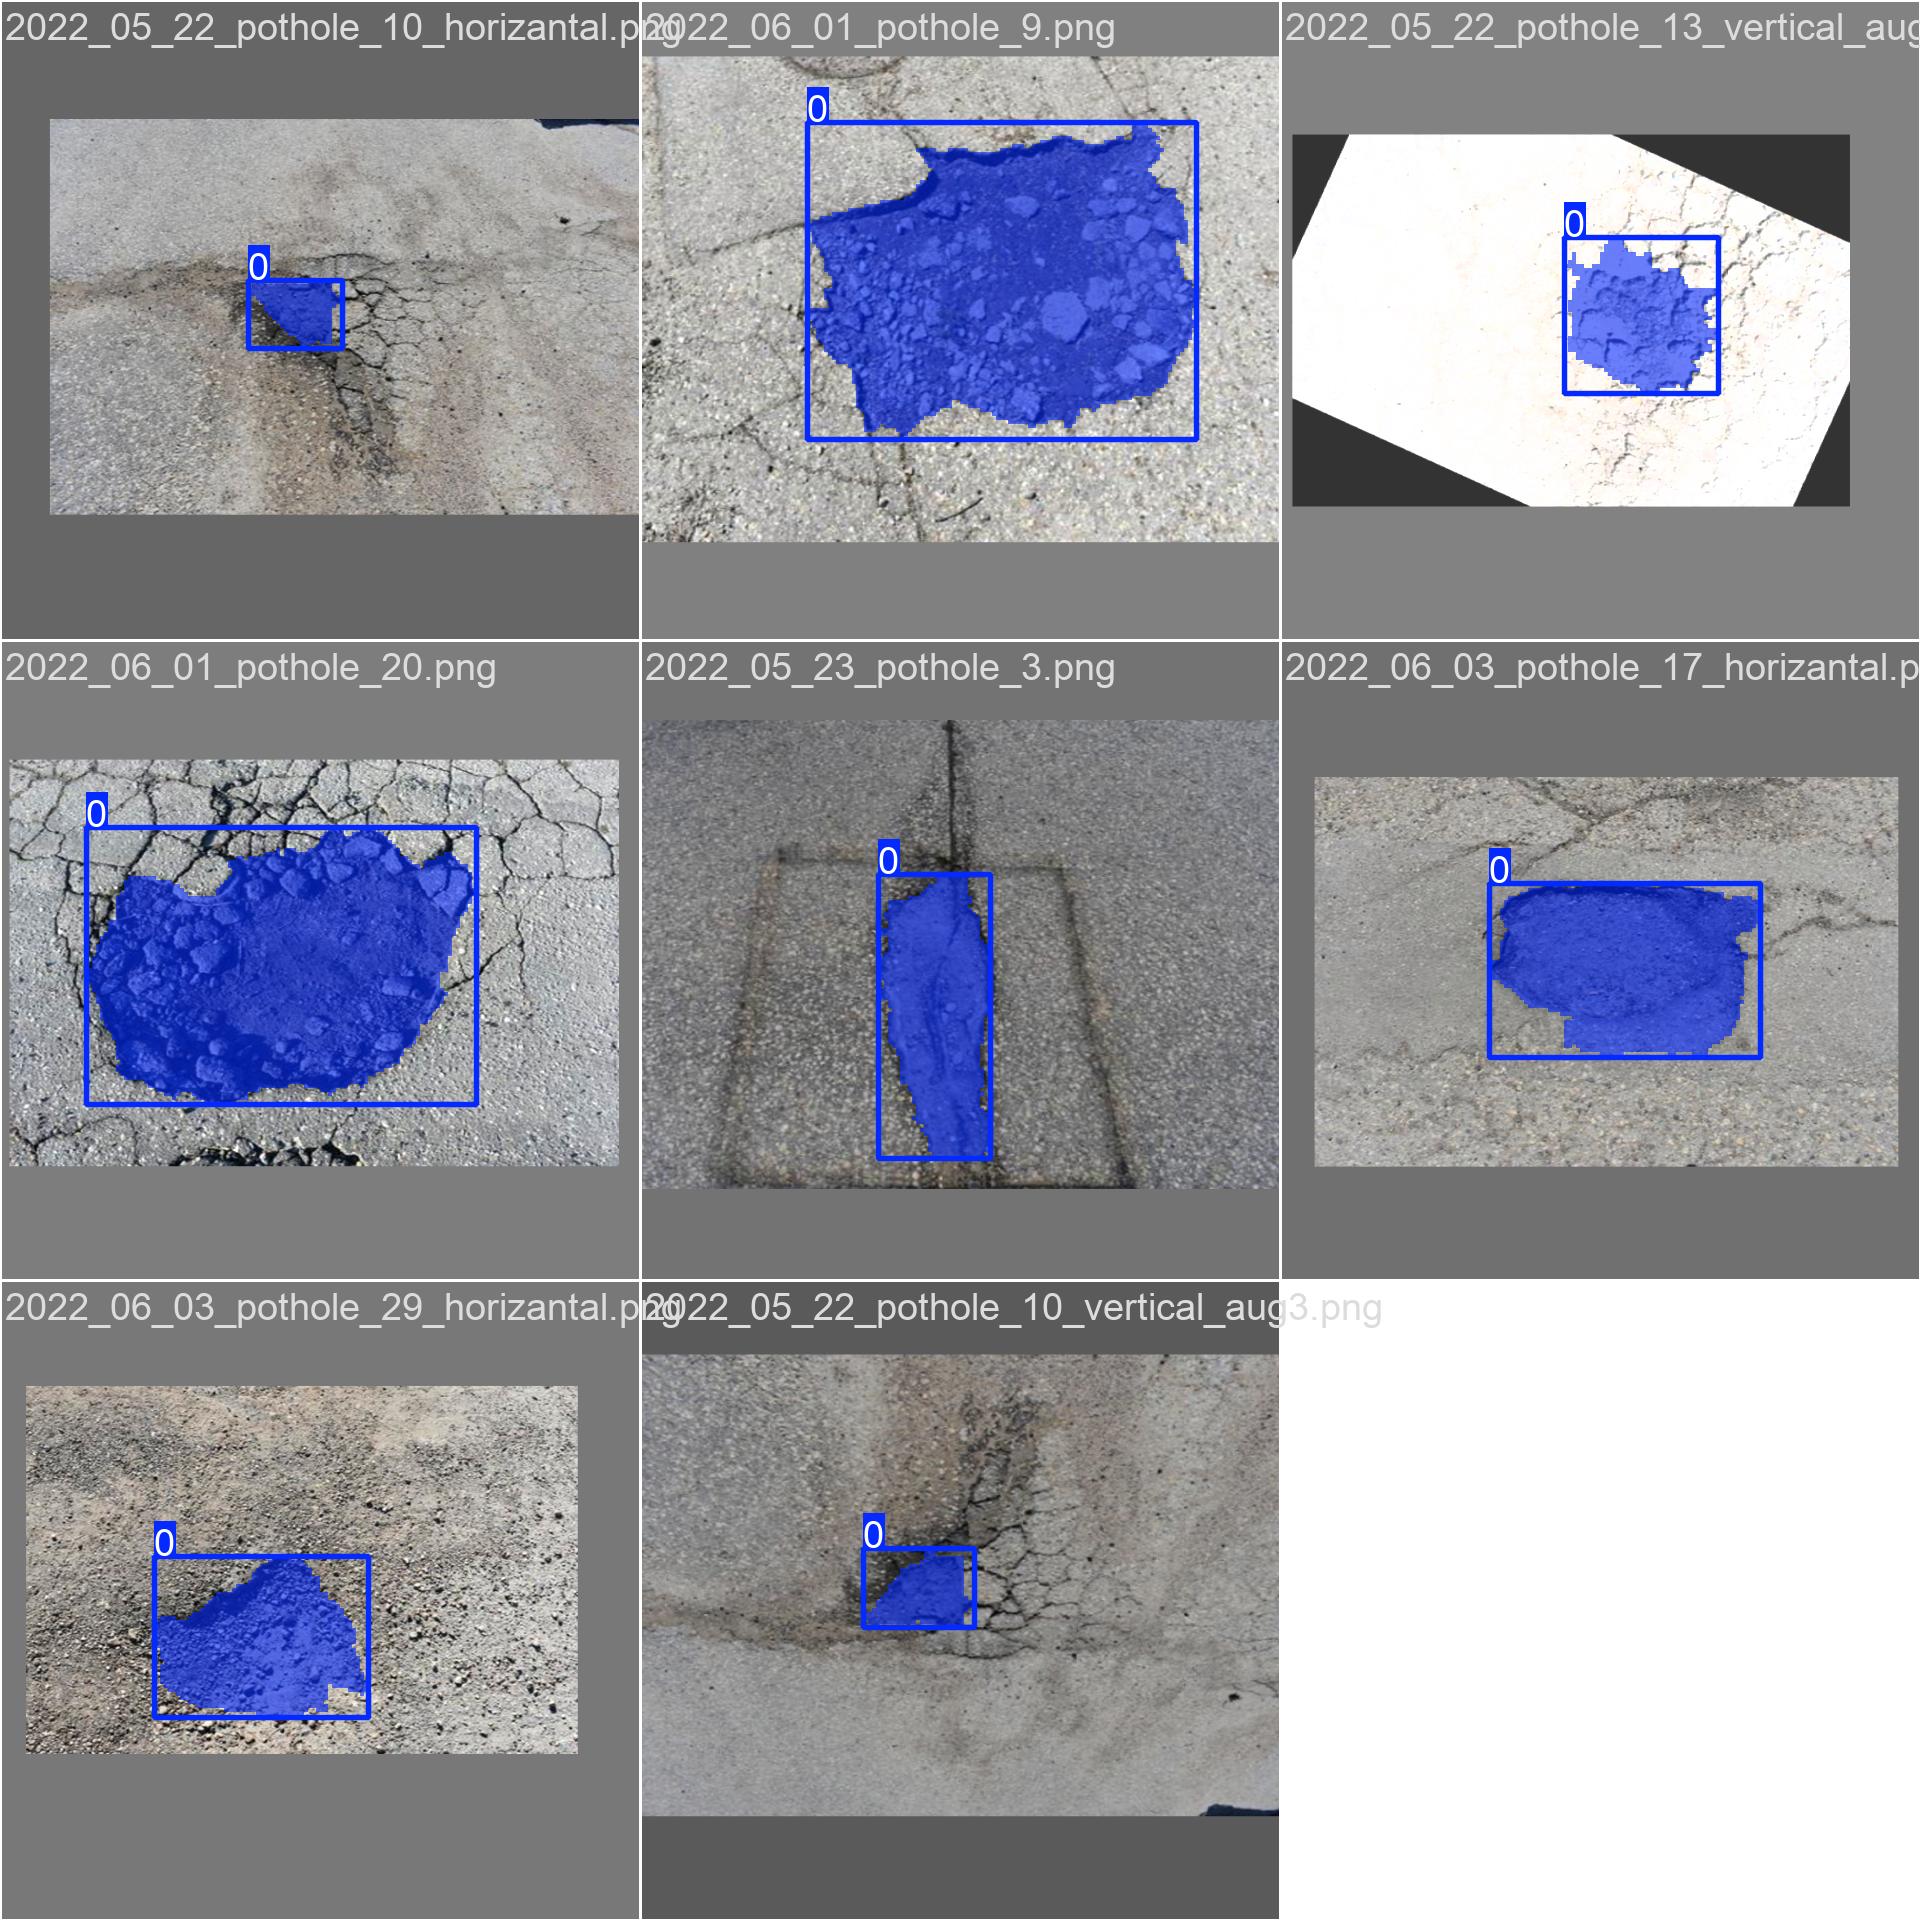 2022_05_22_pothole_10_horizantal.png
2022_06_01_pothole_9.png
2022_05_22_pothole_13_vertical_aug
0
0
0
2022_06_01_pothole_20.png
2022_05_23_pothole_3.png
2022_06_03_pothole_17_horizantal.p
0
0
0
2022_06_03_pothole_29_horizantal.png
2022_05_22_pothole_10_vertical_aug3.png
0
0